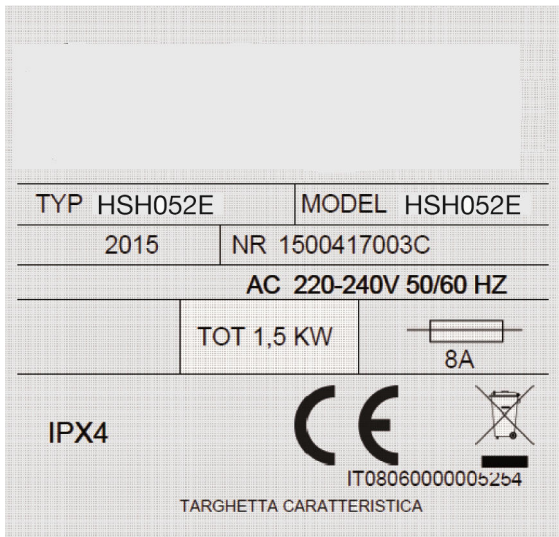 TYP HSH052E MODEL HSH052E
2015 NR 1500417003C
AC 220-240V 50/60 HZ
TOT 1,5 KW
8A
IPX4
CE
IT08060000005254
TARGHETTA CARATTERISTICA